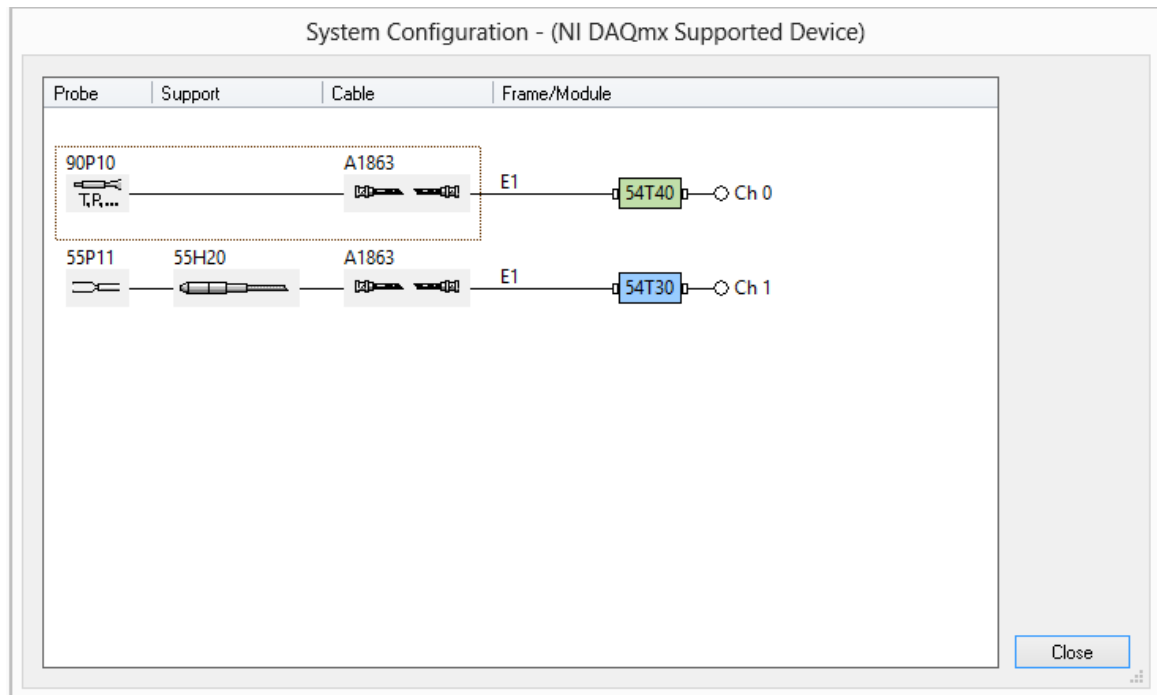 System Configuration - (NI DAQmx Supported Device)
Probe Support Cable Frame/Module
90P10 A1863
T,P,... E1 54T40 Ch 0
55P11 55H20 A1863
E1 54T30 Ch 1
Close